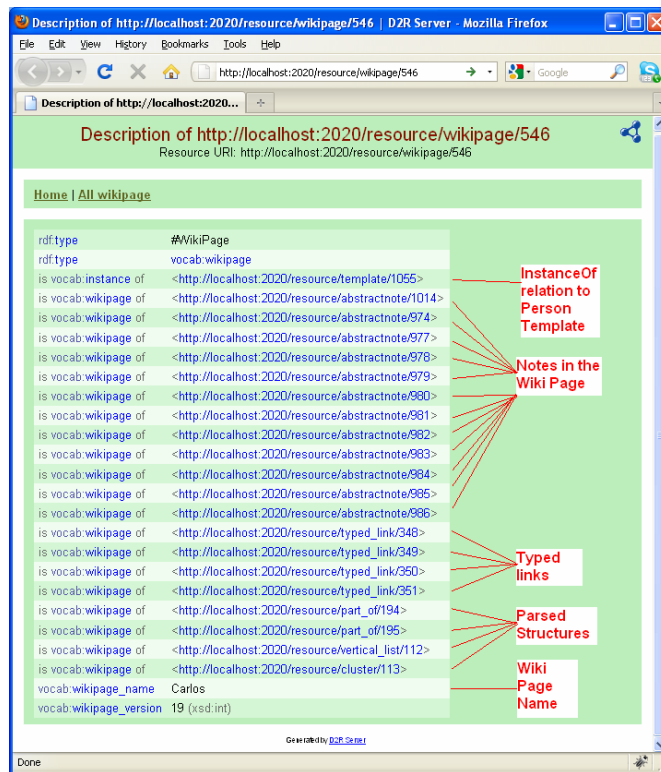 Description of http://localhost:2020/resource/wikipage/546 | D2R Server - Mozilla Firefox
File Edit View History Bookmarks Tools Help
http://localhost:2020/resource/wikipage/546 Google
Description of http://localhost:2020...
Description of http://localhost:2020/resource/wikipage/546
Resource URI: http://localhost:2020/resource/wikipage/546
Home | All wikipage
rdf:type #WikiPage
rdf:type vocab:wikipage
is vocab:instance of <http://localhost:2020/resource/template/1055>
is vocab:wikipage of <http://localhost:2020/resource/abstractnote/1014>
is vocab:wikipage of <http://localhost:2020/resource/abstractnote/974>
is vocab:wikipage of <http://localhost:2020/resource/abstractnote/977>
is vocab:wikipage of <http://localhost:2020/resource/abstractnote/978>
is vocab:wikipage of <http://localhost:2020/resource/abstractnote/979>
is vocab:wikipage of <http://localhost:2020/resource/abstractnote/980>
is vocab:wikipage of <http://localhost:2020/resource/abstractnote/981>
is vocab:wikipage of <http://localhost:2020/resource/abstractnote/982>
is vocab:wikipage of <http://localhost:2020/resource/abstractnote/983>
is vocab:wikipage of <http://localhost:2020/resource/abstractnote/984>
is vocab:wikipage of <http://localhost:2020/resource/abstractnote/985>
is vocab:wikipage of <http://localhost:2020/resource/abstractnote/986>
is vocab:wikipage of <http://localhost:2020/resource/typed_link/348>
is vocab:wikipage of <http://localhost:2020/resource/typed_link/349>
is vocab:wikipage of <http://localhost:2020/resource/typed_link/350>
is vocab:wikipage of <http://localhost:2020/resource/typed_link/351>
is vocab:wikipage of <http://localhost:2020/resource/part_of/194>
is vocab:wikipage of <http://localhost:2020/resource/part_of/195>
is vocab:wikipage of <http://localhost:2020/resource/vertical_list/112>
is vocab:wikipage of <http://localhost:2020/resource/cluster/113>
vocab:wikipage_name Carlos
vocab:wikipage_version 19 (xsd:int)
InstanceOf
relation to
Person
Template
Notes in the
Wiki Page
Typed
links
Parsed
Structures
Wiki
Page
Name
Generated by D2R Server
Done